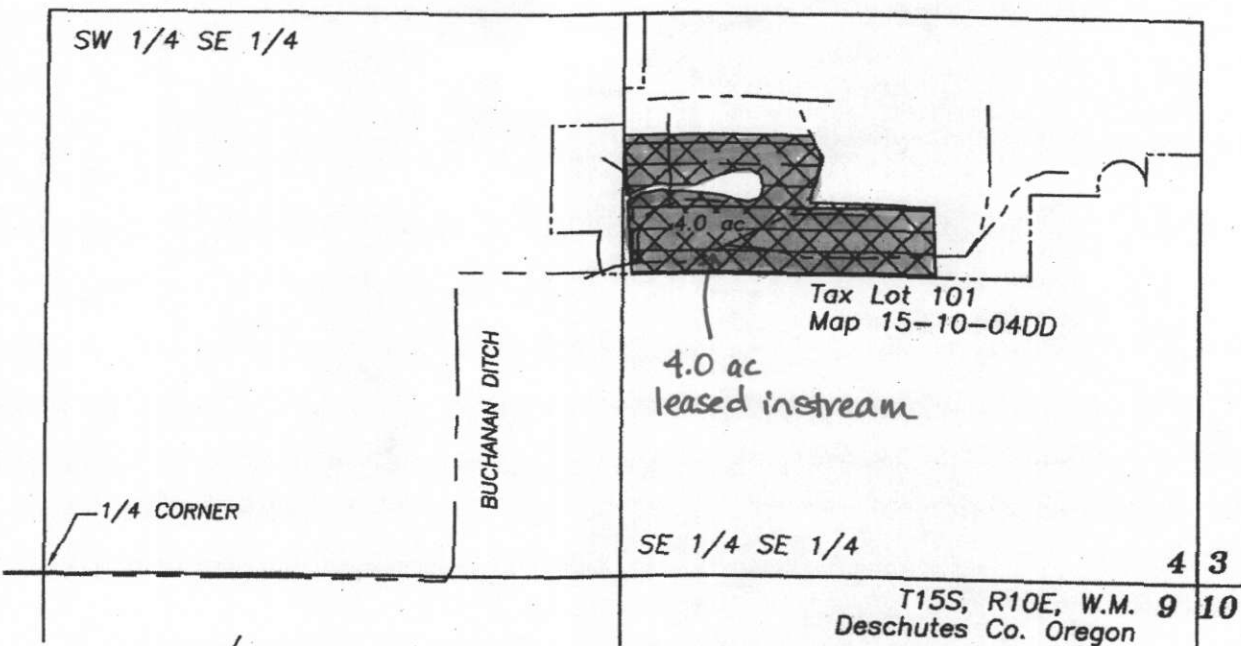 SW 1/4 SE 1/4
4.0 ac
Tax Lot 101
Map 15-10-04DD
4.0 ac
leased instream
BUCHANAN DITCH
1/4 CORNER
SE 1/4 SE 1/4
4 3
T15S, R10E, W.M. 9 10
Deschutes Co. Oregon